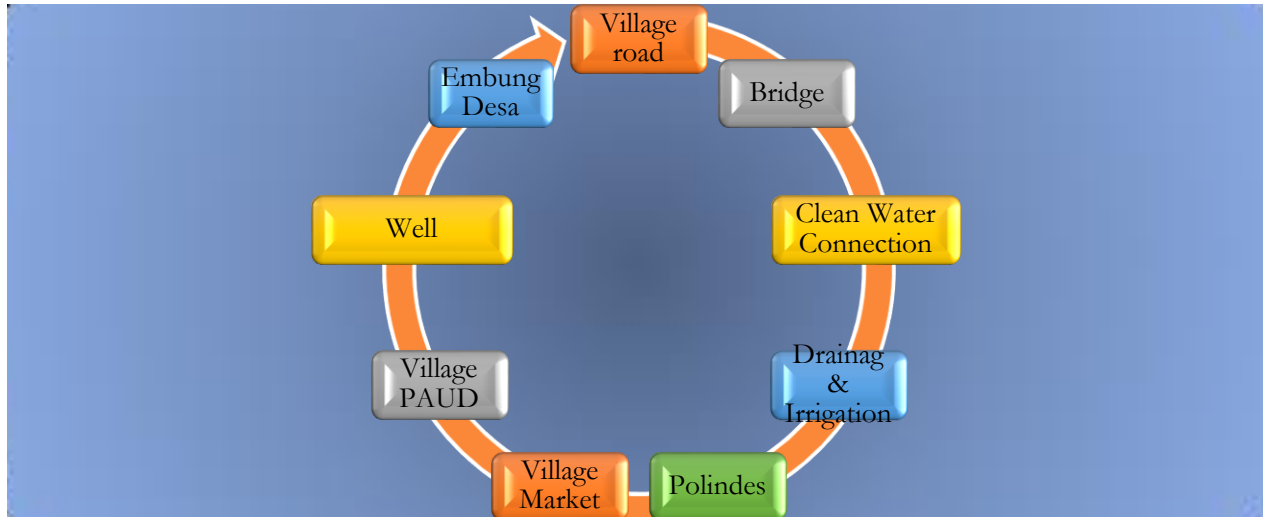 Village
road
Bridge
Clean Water
Connection
Drainag
&
Irrigation
Polindes
Village
Market
Village
PAUD
Well
Embung
Desa